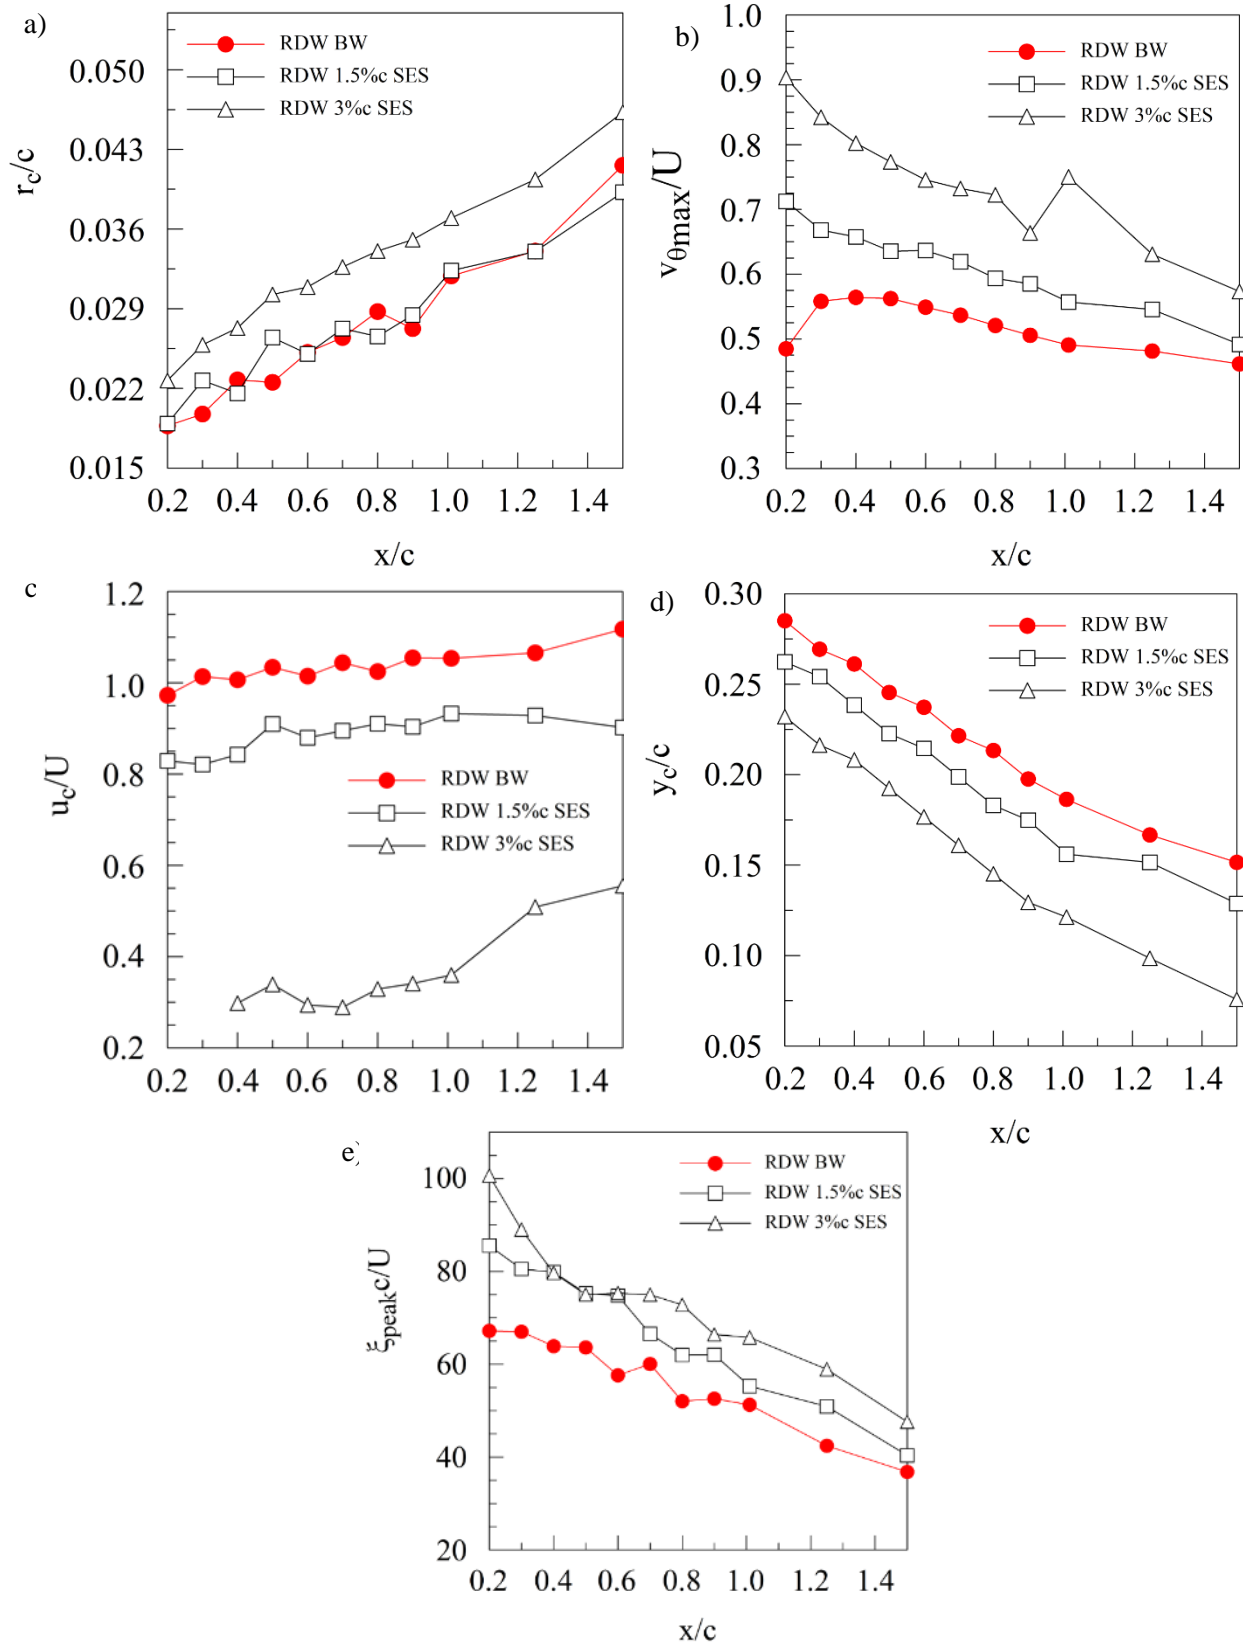 a)
RDW BW
RDW 1.5%c SES
RDW 3%c SES
0.050
0.043
0.036
0.029
0.022
0.015
r_c/c
0.2 0.4 0.6 0.8 1.0 1.2 1.4
x/c
b)
RDW BW
RDW 1.5%c SES
RDW 3%c SES
1.0
0.9
0.8
0.7
0.6
0.5
0.4
0.3
v_θmax/U
0.2 0.4 0.6 0.8 1.0 1.2 1.4
x/c
c
1.2
1.0
0.8
0.6
0.4
0.2
u_c/U
RDW BW
RDW 1.5%c SES
RDW 3%c SES
0.2 0.4 0.6 0.8 1.0 1.2 1.4
d)
0.30
0.25
0.20
0.15
0.10
0.05
y_c/c
RDW BW
RDW 1.5%c SES
RDW 3%c SES
0.2 0.4 0.6 0.8 1.0 1.2 1.4
x/c
e)
RDW BW
RDW 1.5%c SES
RDW 3%c SES
100
80
60
40
20
ξ_peak c/U
0.2 0.4 0.6 0.8 1.0 1.2 1.4
x/c